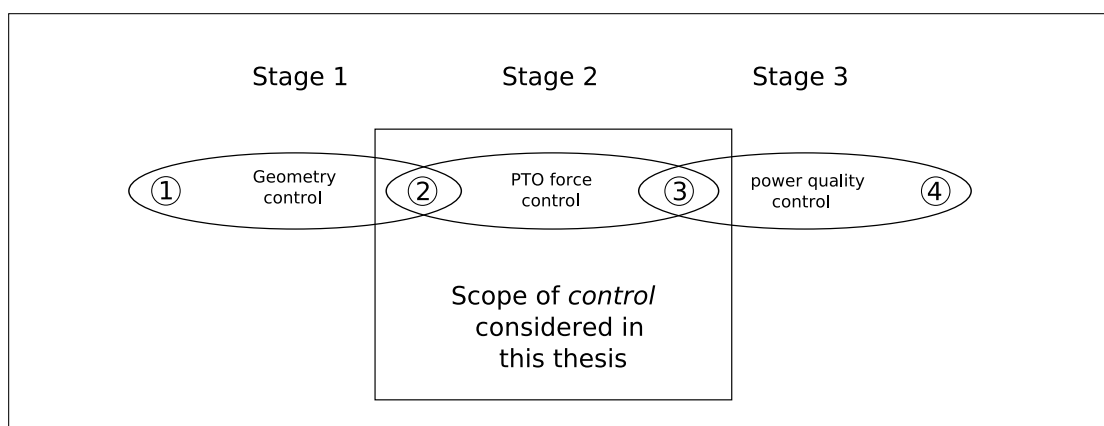 Stage 1
Stage 2
Stage 3
1
Geometry
control
2
PTO force
control
3
power quality
control
4
Scope of control
considered in
this thesis